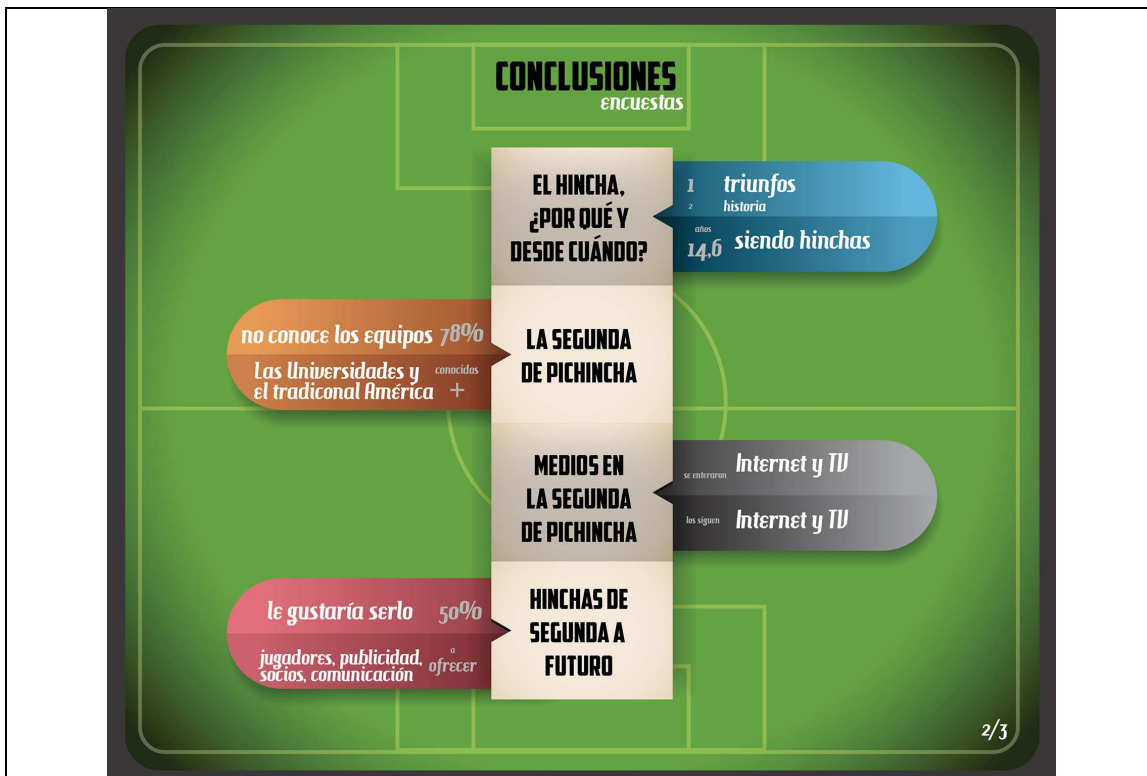 CONCLUSIONES
encuestas
EL HINCHA,
¿POR QUÉ Y
DESDE CUÁNDO?
1 triunfos
2 historia
años
14,6 siendo hinchas
no conoce los equipos 78%
Las Universidades y
el tradiconal América
conocidos
+
LA SEGUNDA
DE PICHINCHA
MEDIOS EN
LA SEGUNDA
DE PICHINCHA
se enteraron Internet y TV
los siguen Internet y TV
le gustaría serlo 50%
jugadores, publicidad,
socios, comunicación
a
ofrecer
HINCHAS DE
SEGUNDA A
FUTURO
2/3